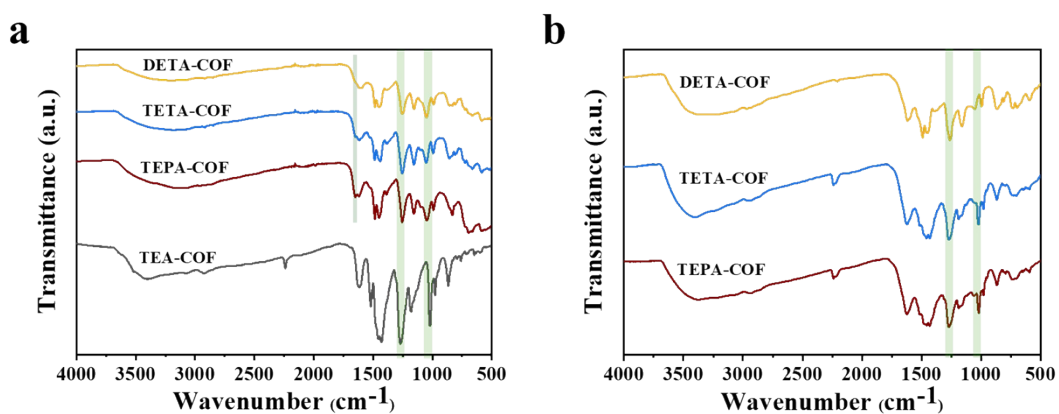 a
DETA-COF
TETA-COF
TEPA-COF
TEA-COF
Transmittance (a.u.)
4000 3500 3000 2500 2000 1500 1000 500
Wavenumber (cm-1)
b
DETA-COF
TETA-COF
TEPA-COF
Transmittance (a.u.)
4000 3500 3000 2500 2000 1500 1000 500
Wavenumber (cm-1)